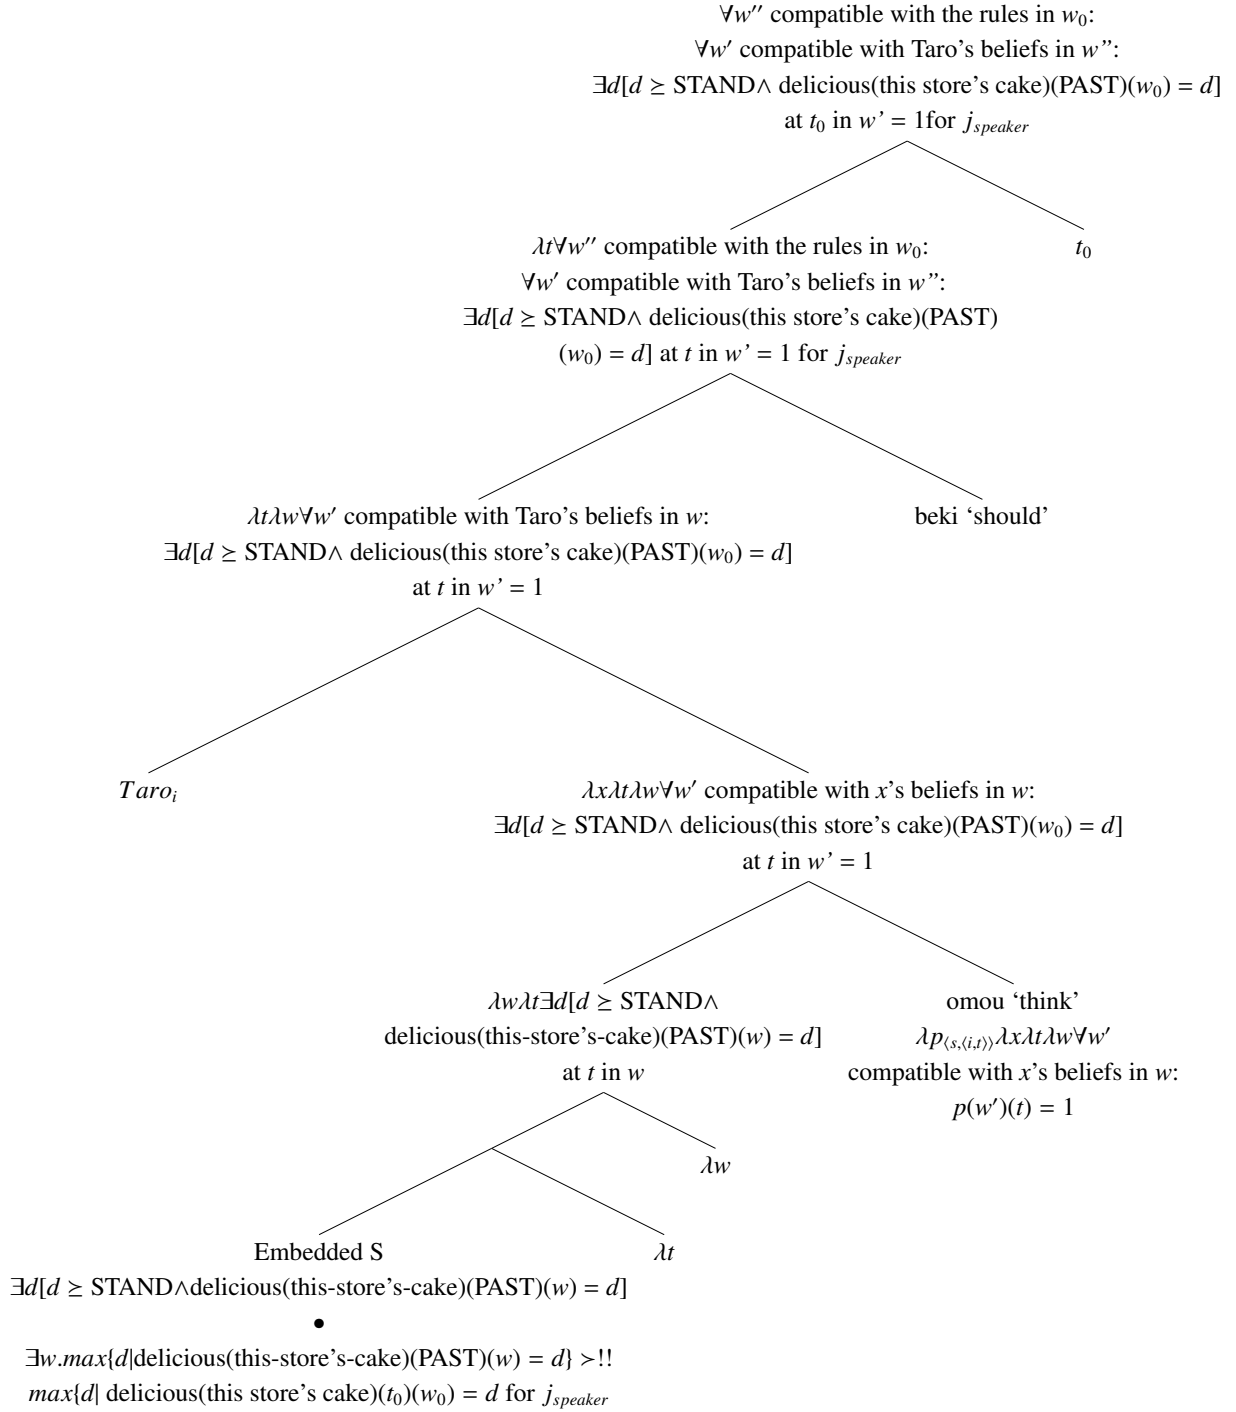 ∀w′′ compatible with the rules in w₀:
∀w′ compatible with Taro's beliefs in w”:
∃d[d ⪰ STAND∧ delicious(this store's cake)(PAST)(w₀) = d]
at t₀ in w’ = 1for j_speaker
λt∀w′′ compatible with the rules in w₀:
∀w′ compatible with Taro's beliefs in w”:
∃d[d ⪰ STAND∧ delicious(this store's cake)(PAST)
(w₀) = d] at t in w’ = 1 for j_speaker
t₀
λtλw∀w′ compatible with Taro's beliefs in w:
∃d[d ⪰ STAND∧ delicious(this store's cake)(PAST)(w₀) = d]
at t in w’ = 1
beki ‘should’
Taro_i
λxλtλw∀w′ compatible with x's beliefs in w:
∃d[d ⪰ STAND∧ delicious(this store's cake)(PAST)(w₀) = d]
at t in w’ = 1
λwλt∃d[d ⪰ STAND∧
delicious(this-store's-cake)(PAST)(w) = d]
at t in w
omou ‘think’
λp_⟨s,⟨i,t⟩⟩λxλtλw∀w′
compatible with x's beliefs in w:
p(w′)(t) = 1
λw
Embedded S
∃d[d ⪰ STAND∧delicious(this-store's-cake)(PAST)(w) = d]
•
∃w.max{d|delicious(this-store's-cake)(PAST)(w) = d} >!!
max{d| delicious(this store's cake)(t₀)(w₀) = d for j_speaker
λt